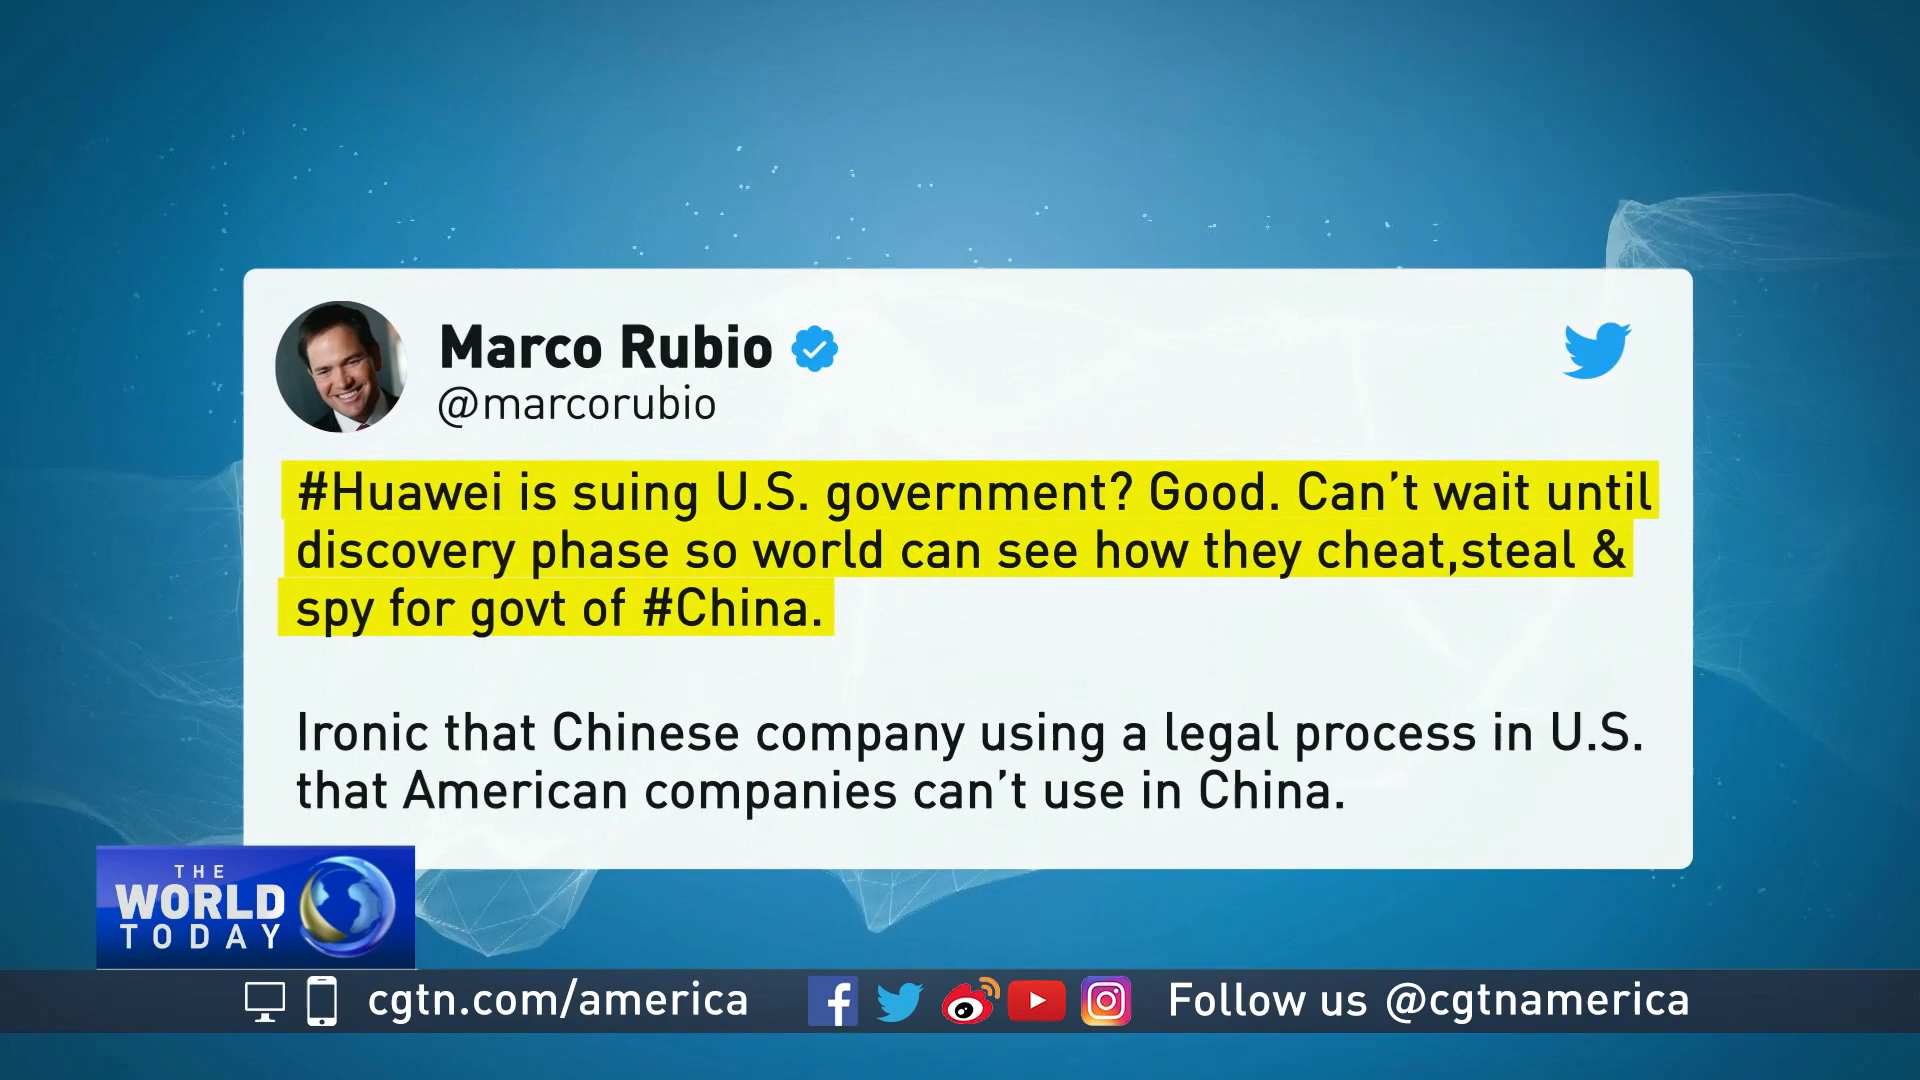 Marco Rubio
@marcorubio
#Huawei is suing U.S. government? Good. Can’t wait until
discovery phase so world can see how they cheat,steal &
spy for govt of #China.
Ironic that Chinese company using a legal process in U.S.
that American companies can’t use in China.
THE
WORLD
TODAY
cgtn.com/america
Follow us @cgtnamerica